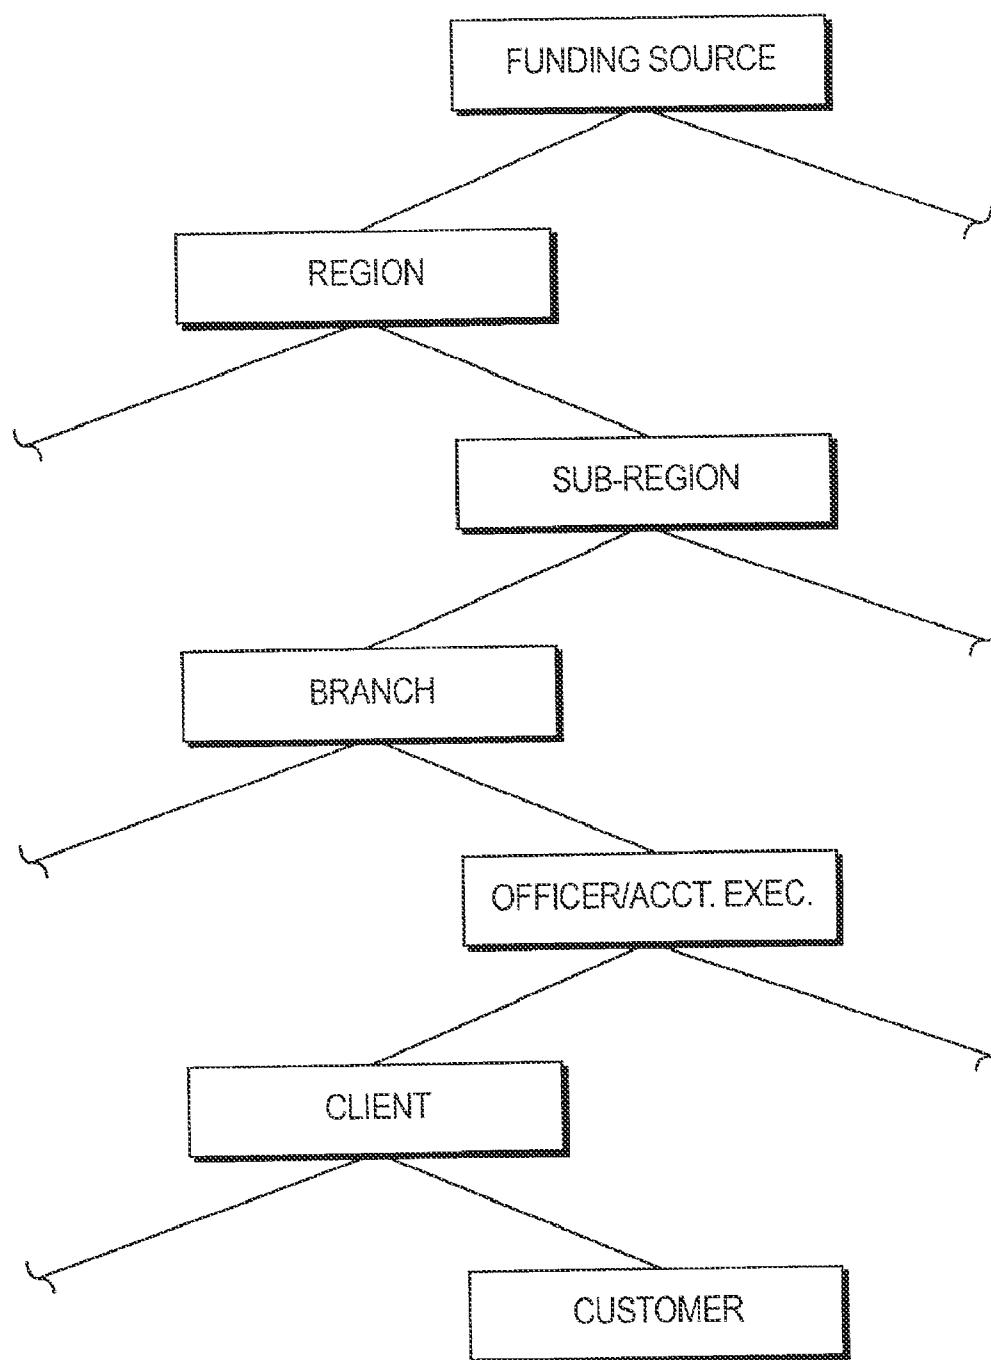 FUNDING SOURCE
REGION
SUB-REGION
BRANCH
OFFICER/ACCT. EXEC.
CLIENT
CUSTOMER